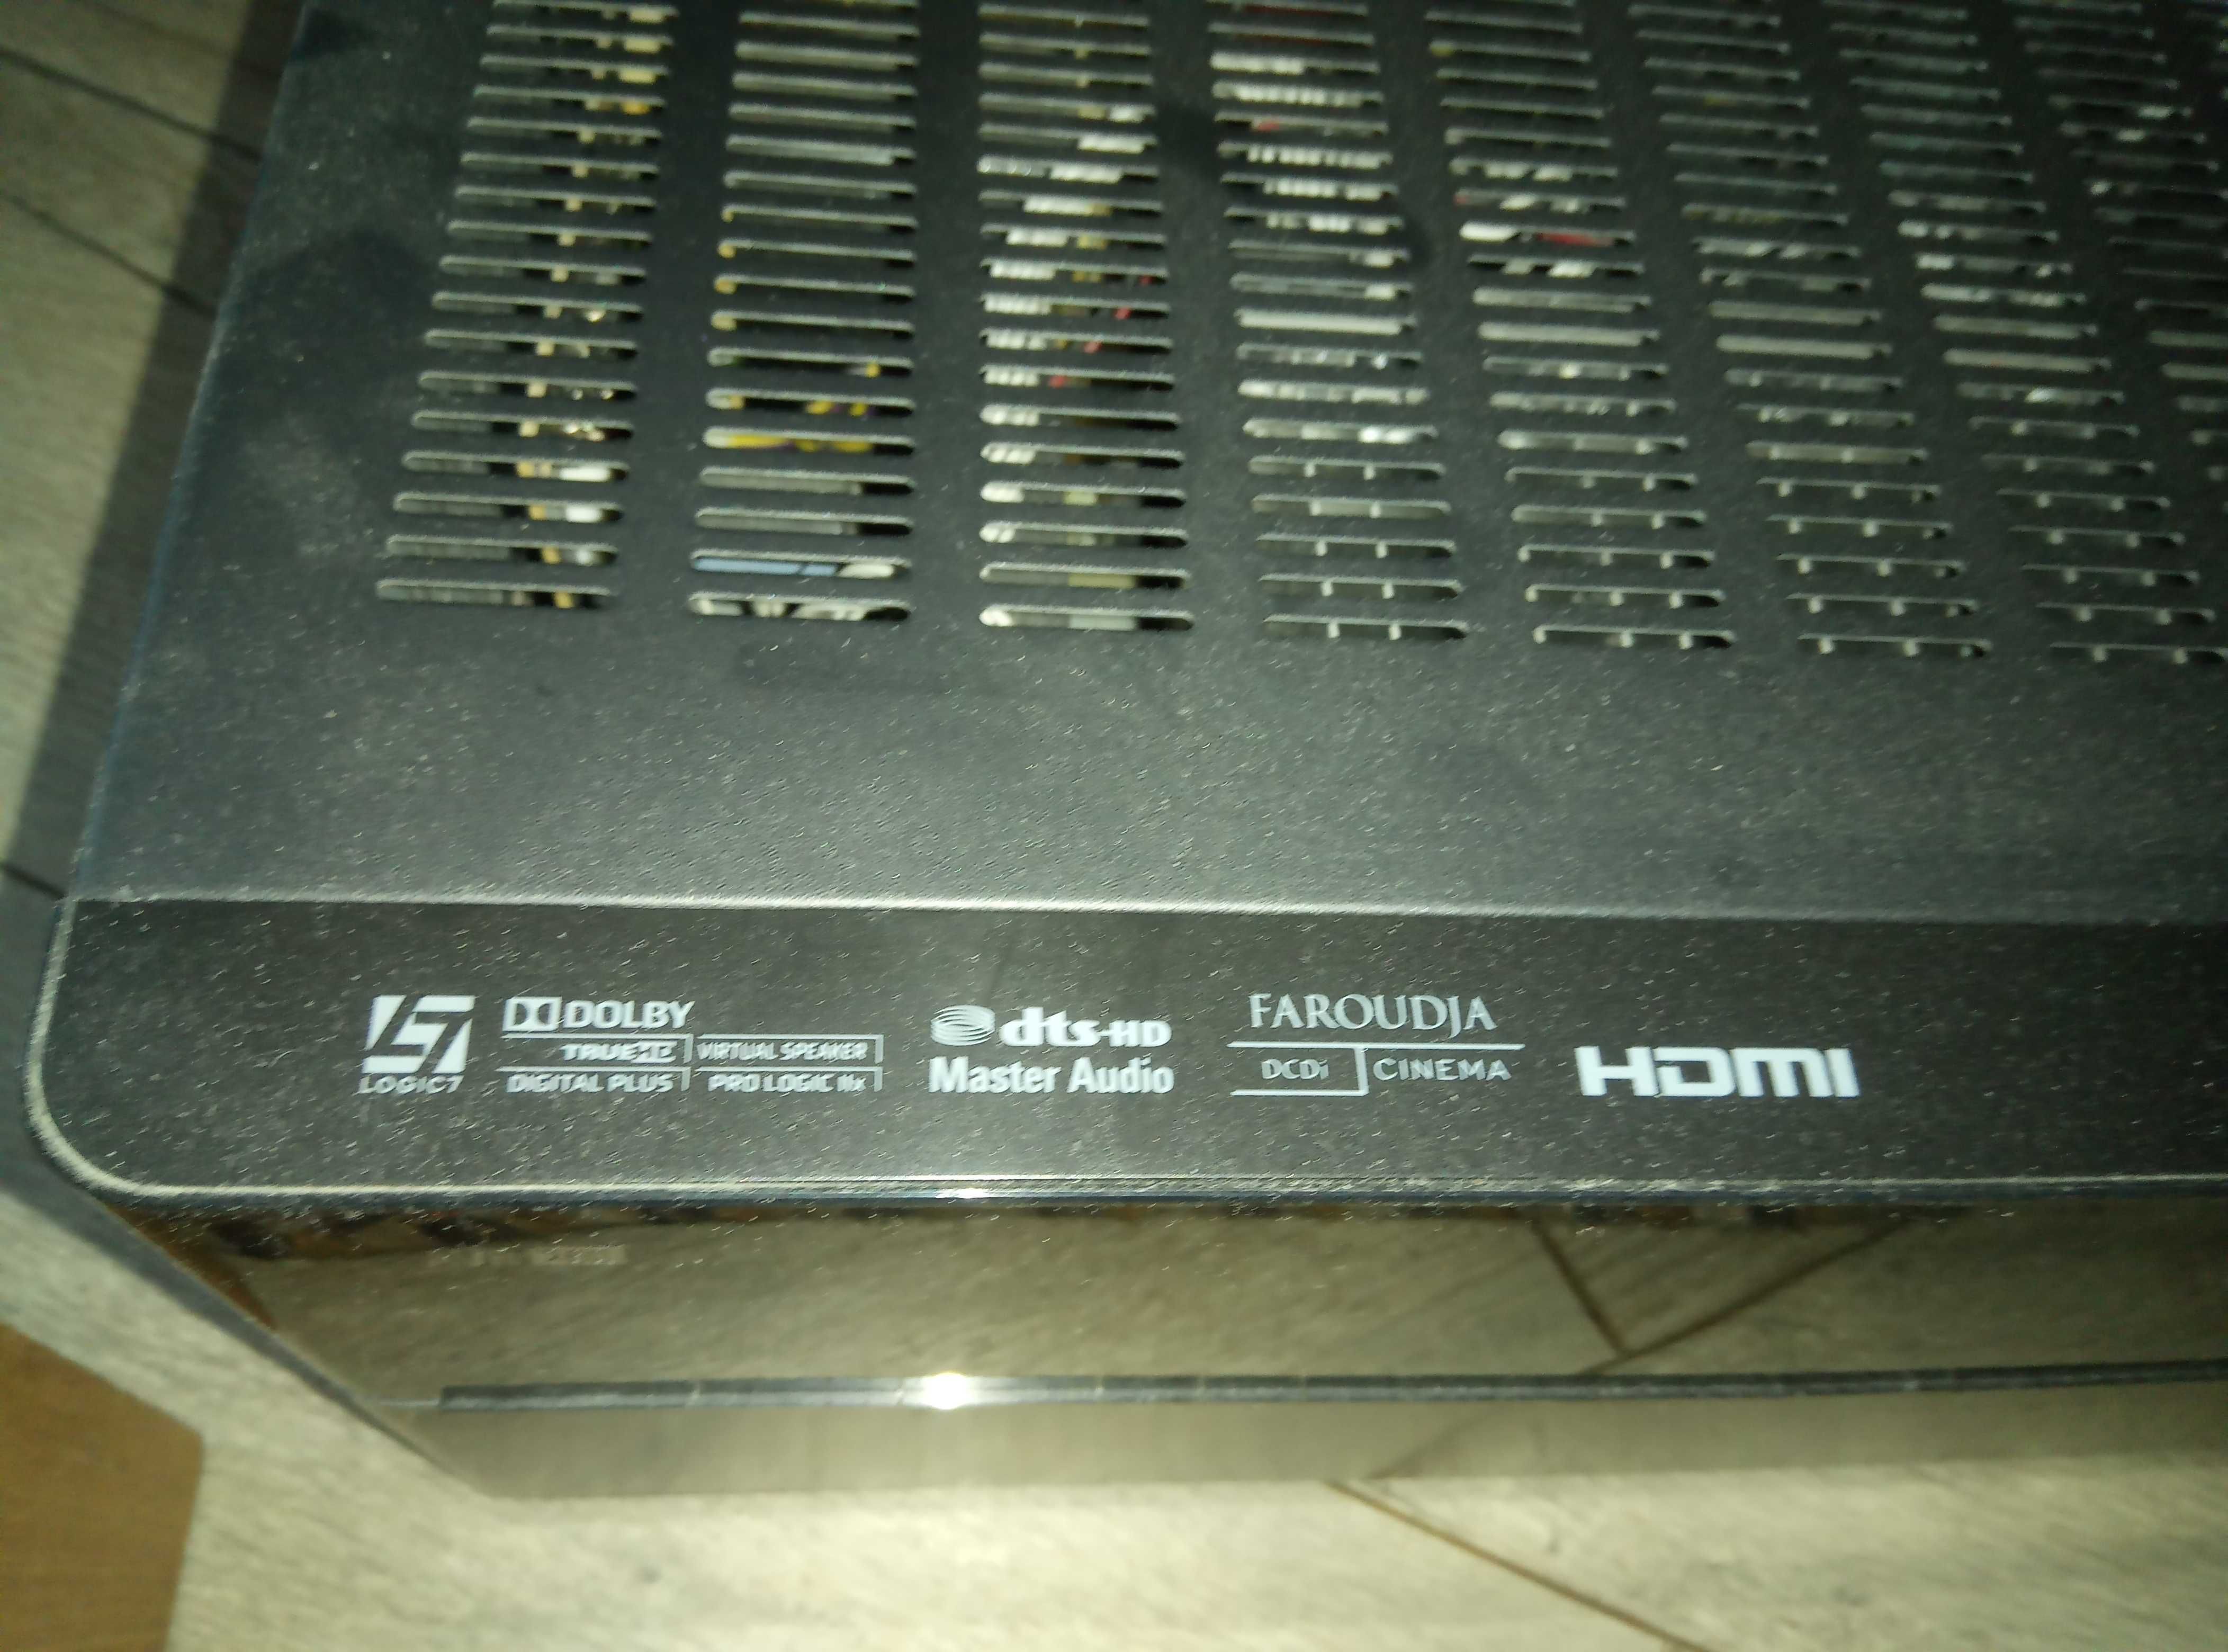 LOGIC7
DOLBY
TRUEHD VIRTUAL SPEAKER
DIGITAL PLUS PRO LOGIC IIx
dts-HD
Master Audio
FAROUDJA
DCDi CINEMA
HDMI